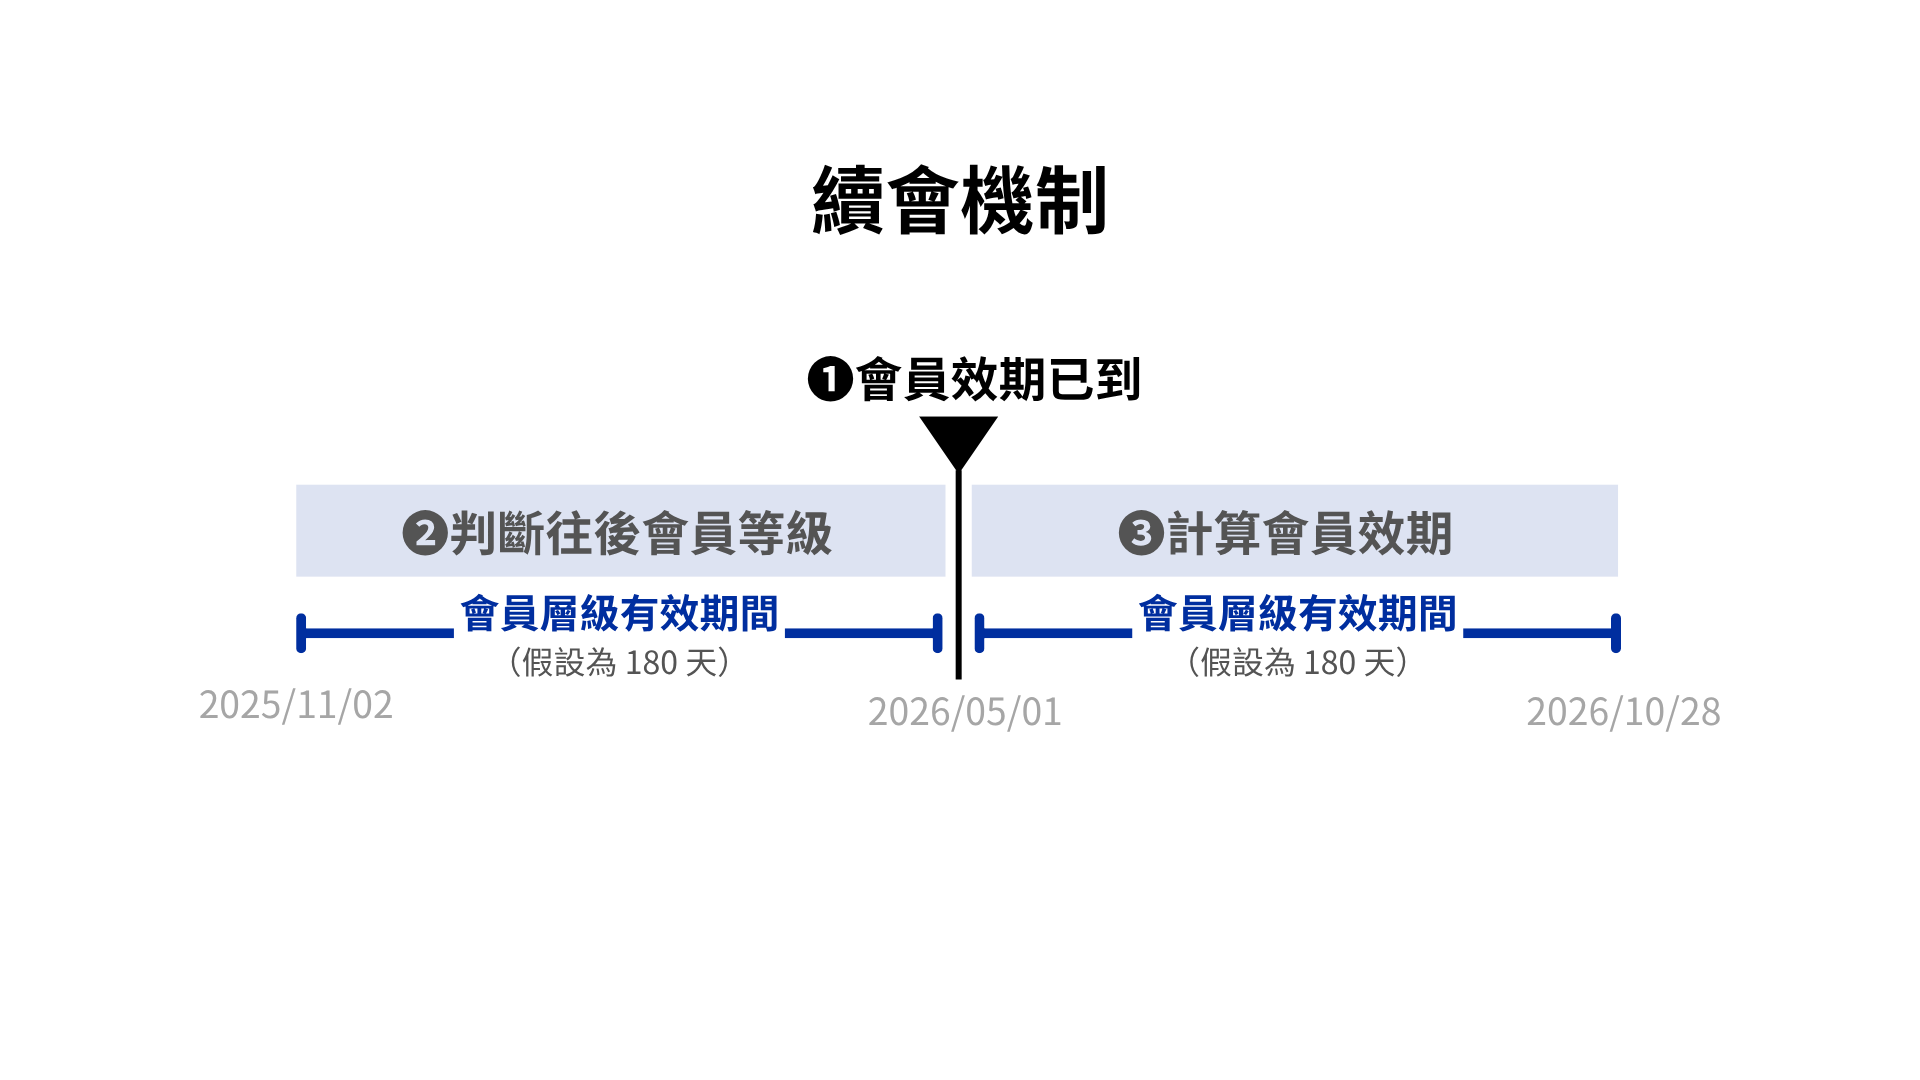 續會機制
❶會員效期已到
❷判斷往後會員等級
❸計算會員效期
會員層級有效期間
（假設為 180 天）
會員層級有效期間
（假設為 180 天）
2025/11/02
2026/05/01
2026/10/28